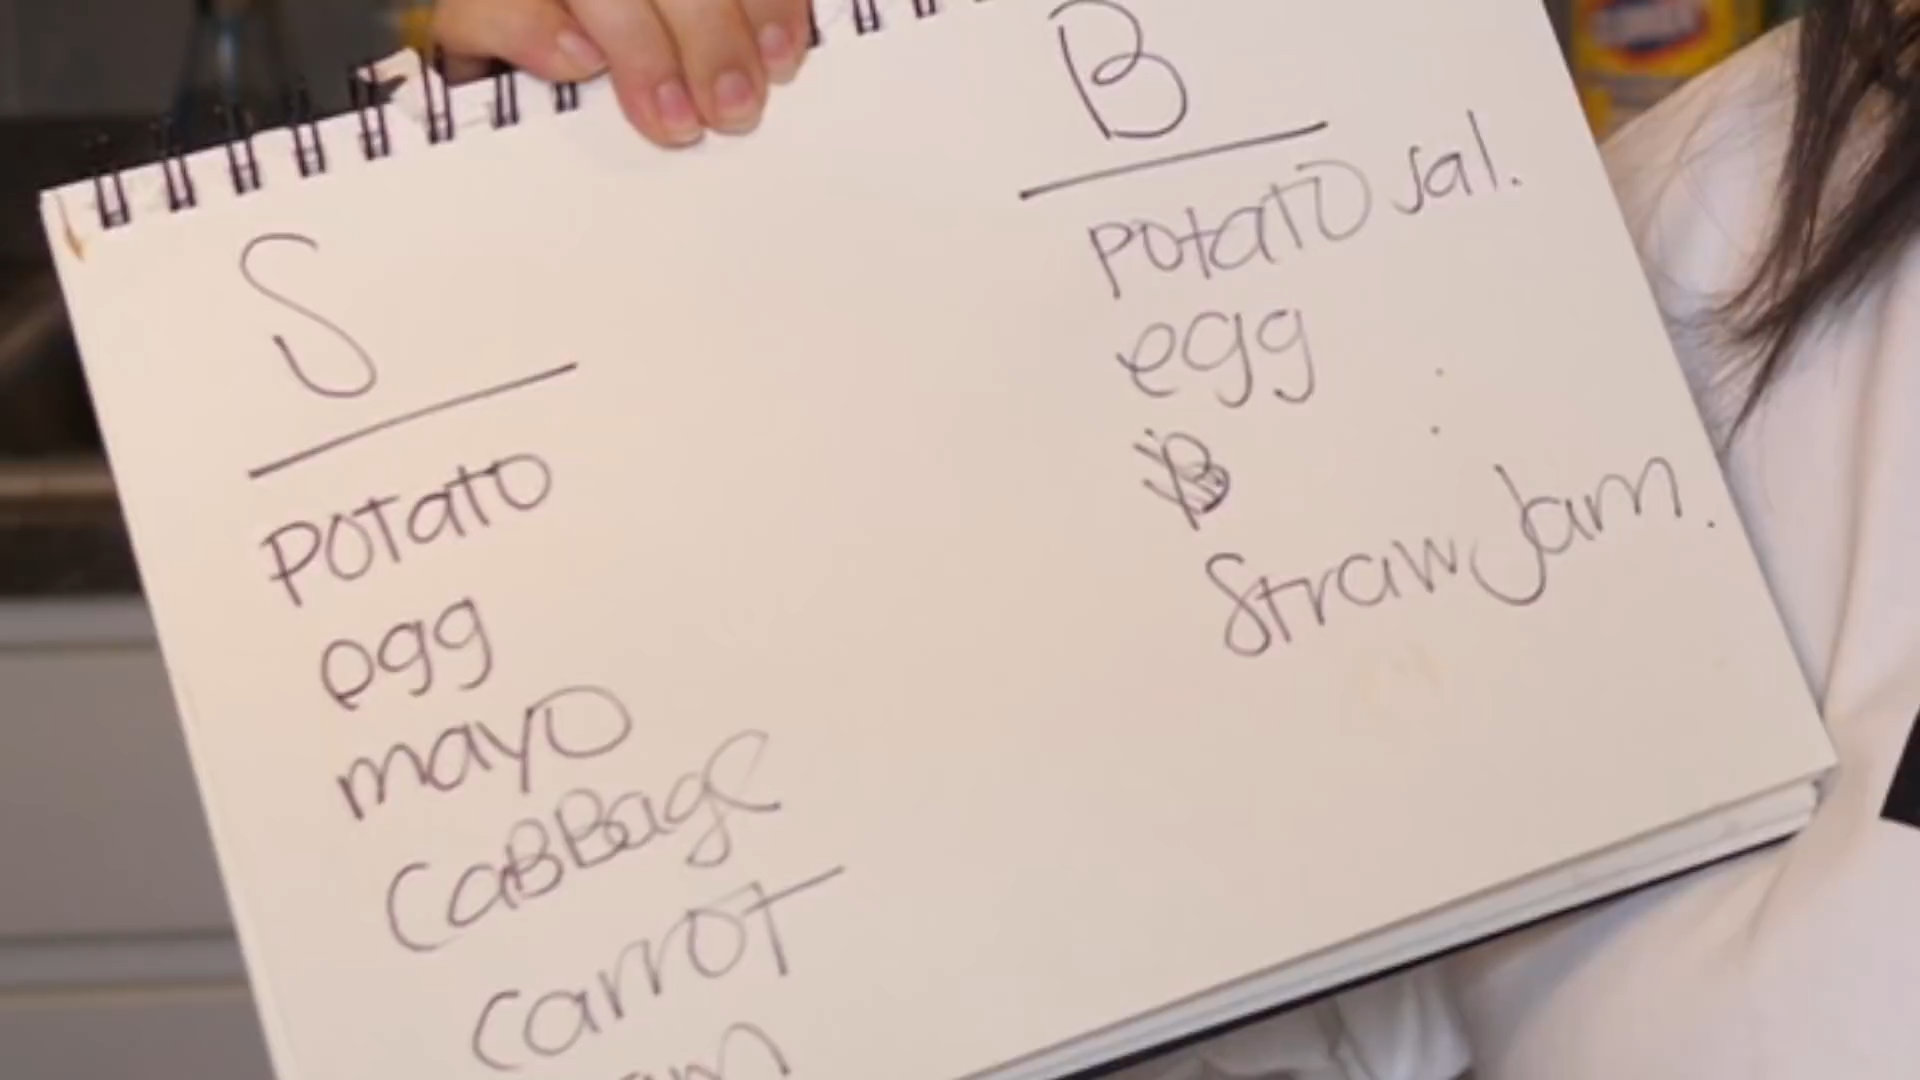 S
potato
egg
mayo
CaBBage
carrot
B
potato sal.
egg
Straw Jam.